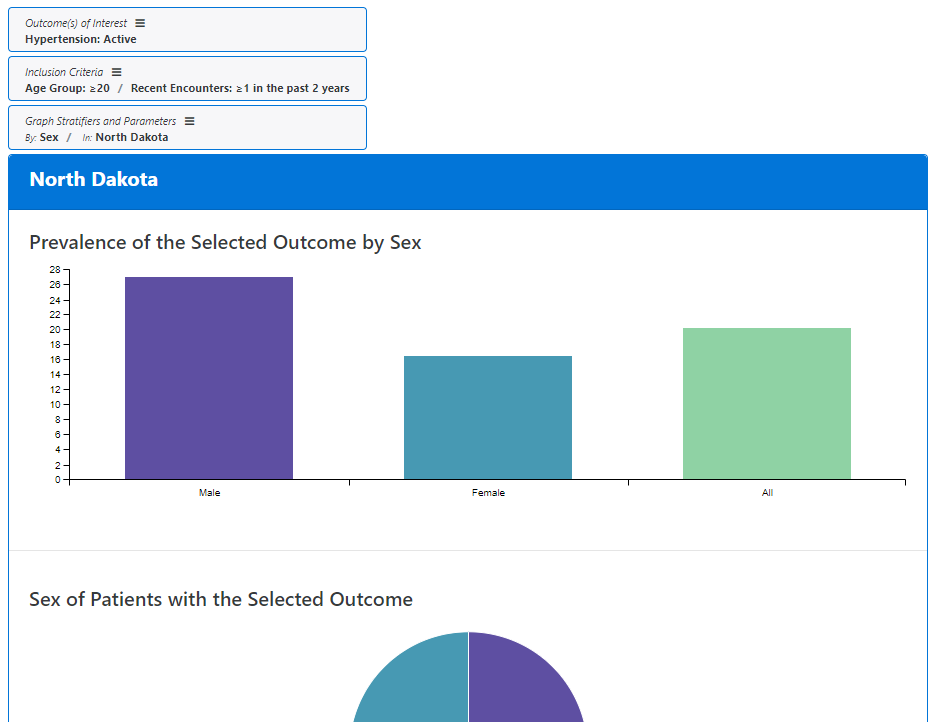 Outcome(s) of Interest
Hypertension: Active
Inclusion Criteria
Age Group: ≥20 / Recent Encounters: ≥1 in the past 2 years
Graph Stratifiers and Parameters
By: Sex / In: North Dakota
North Dakota
Prevalence of the Selected Outcome by Sex
28
26
24
22
20
18
16
14
12
10
8
6
4
2
0
Male Female All
Sex of Patients with the Selected Outcome